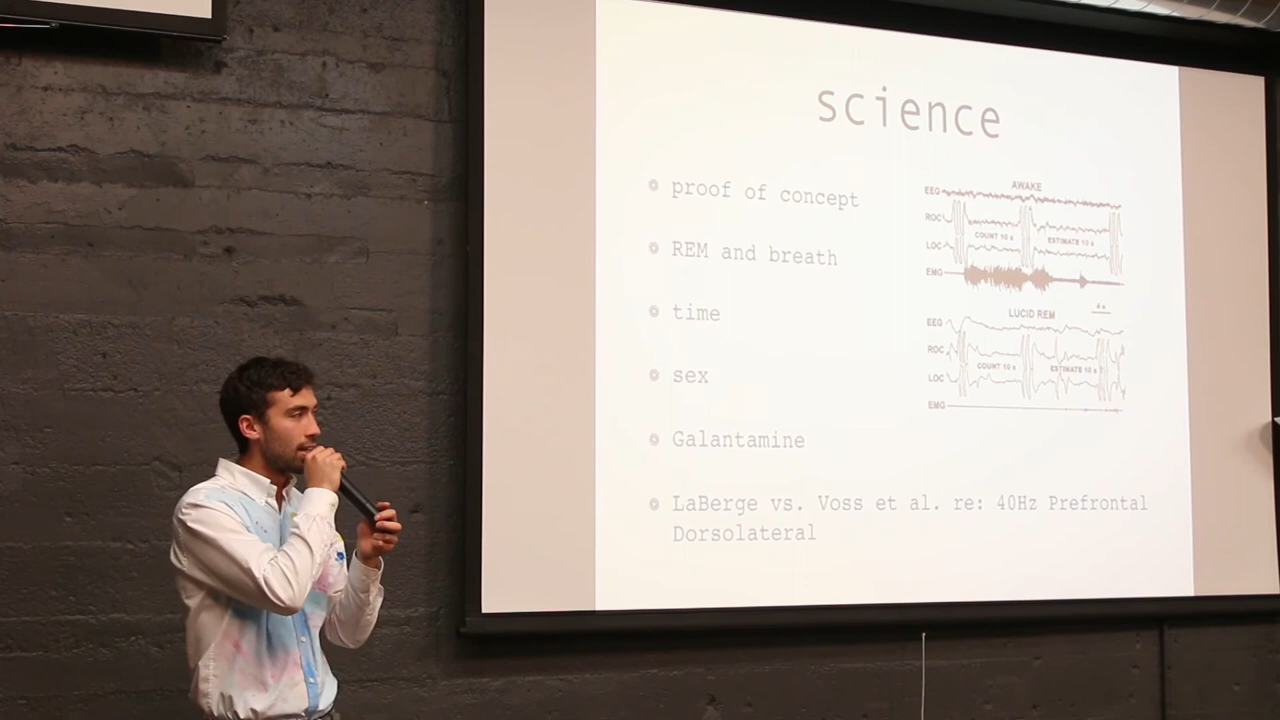 science
proof of concept
REM and breath
time
sex
Galantamine
LaBerge vs. Voss et al. re: 40Hz Prefrontal
Dorsolateral
AWAKE
EEG
ROC
COUNT 10 s
ESTIMATE 10 s
LOC
EMG
LUCID REM
EEG
ROC
COUNT 10 s
ESTIMATE 10 s
LOC
EMG